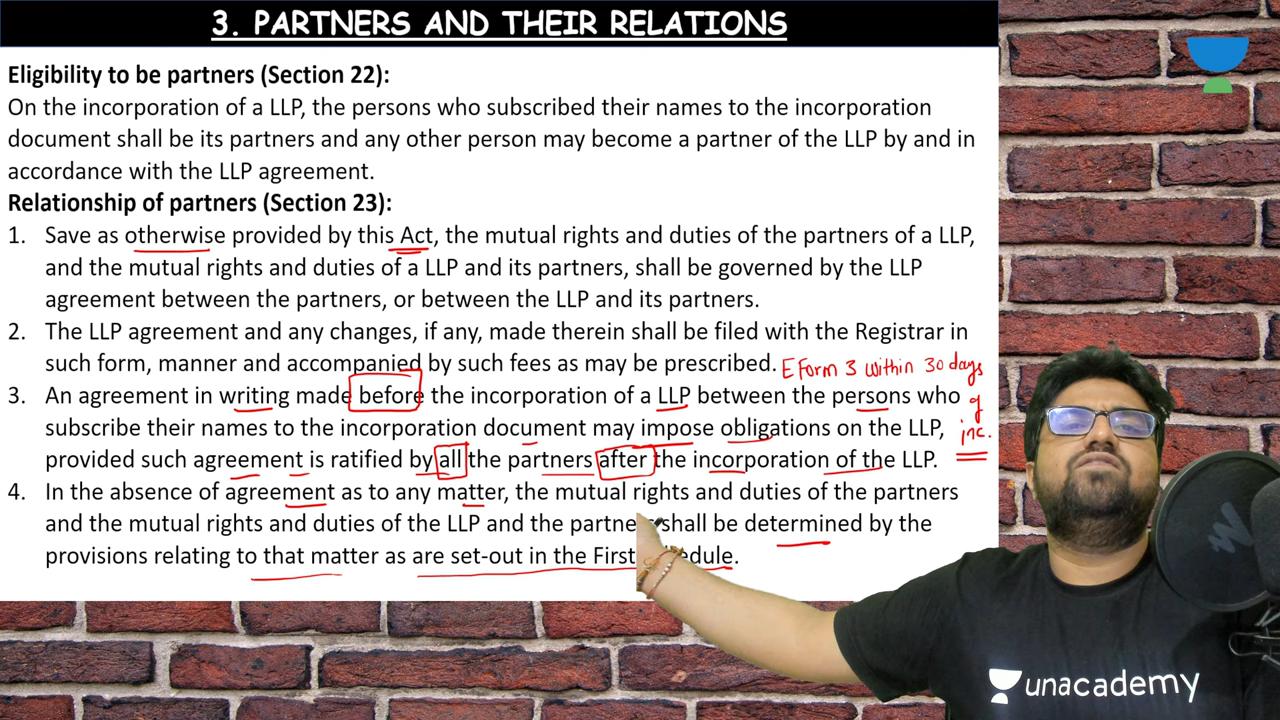 3. PARTNERS AND THEIR RELATIONS
Eligibility to be partners (Section 22):
On the incorporation of a LLP, the persons who subscribed their names to the incorporation
document shall be its partners and any other person may become a partner of the LLP by and in
accordance with the LLP agreement.
Relationship of partners (Section 23):
1. Save as otherwise provided by this Act, the mutual rights and duties of the partners of a LLP,
and the mutual rights and duties of a LLP and its partners, shall be governed by the LLP
agreement between the partners, or between the LLP and its partners.
2. The LLP agreement and any changes, if any, made therein shall be filed with the Registrar in
such form, manner and accompanied by such fees as may be prescribed. E Form 3 within 30 days
of
inc.
3. An agreement in writing made before the incorporation of a LLP between the persons who
subscribe their names to the incorporation document may impose obligations on the LLP,
provided such agreement is ratified by all the partners after the incorporation of the LLP.
4. In the absence of agreement as to any matter, the mutual rights and duties of the partners
and the mutual rights and duties of the LLP and the partners shall be determined by the
provisions relating to that matter as are set-out in the First Schedule.
unacademy